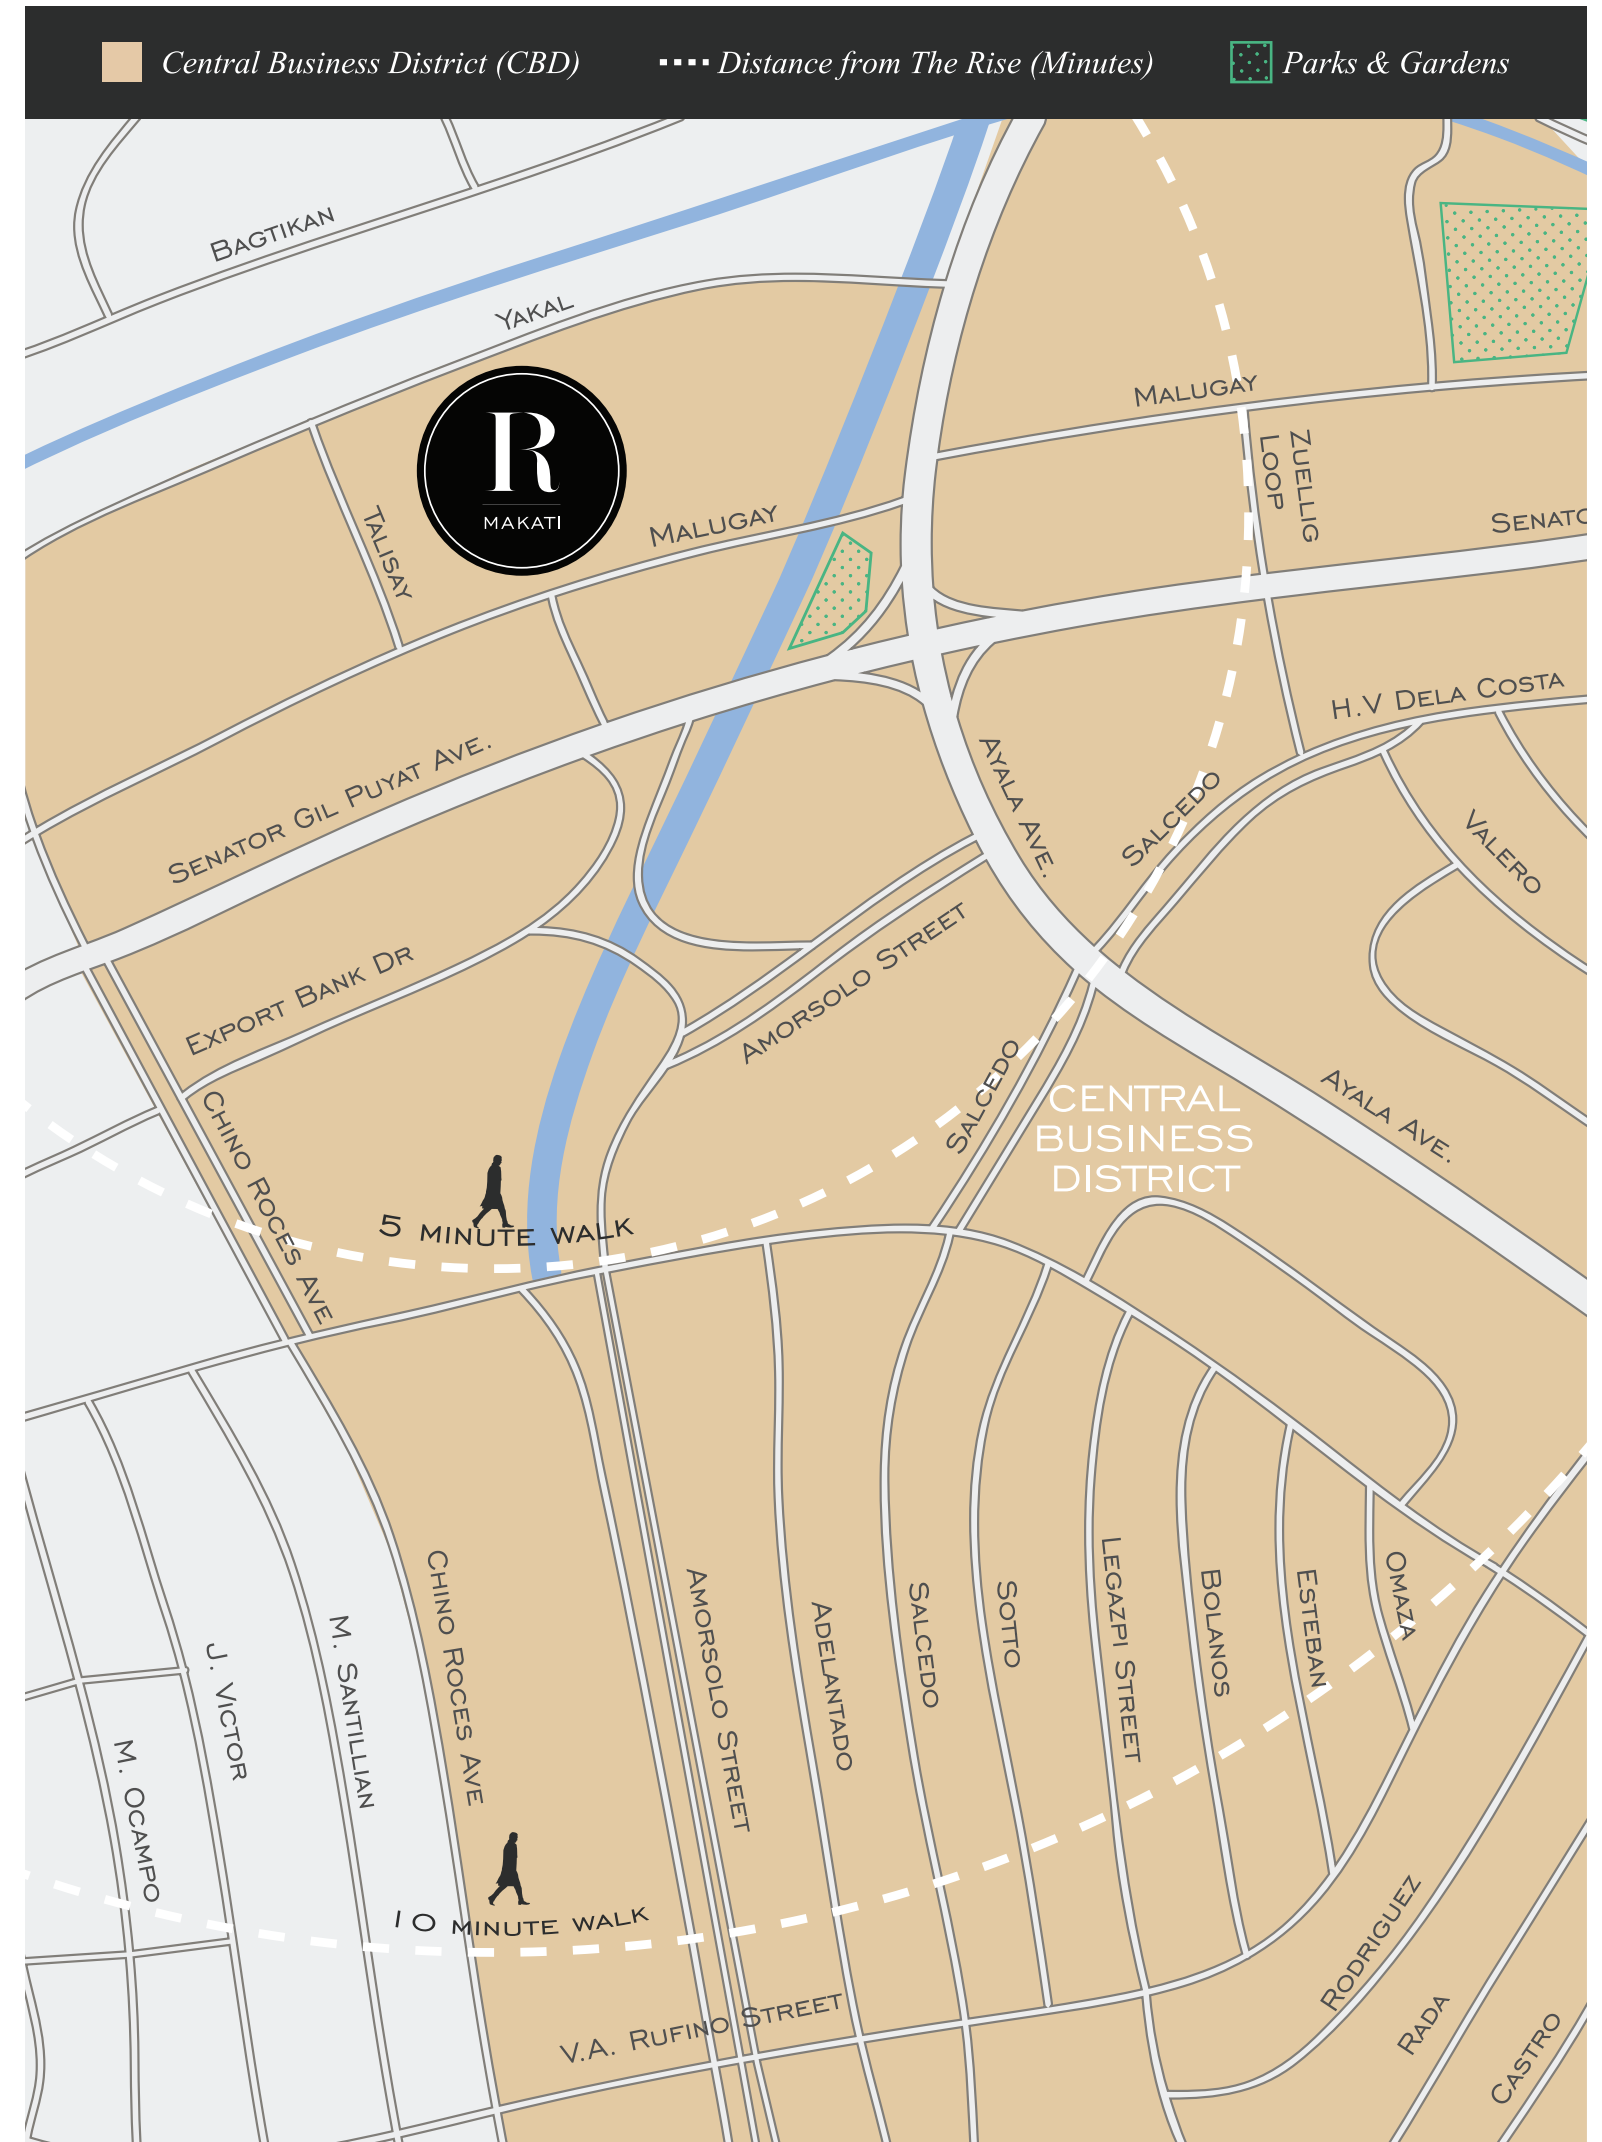 Central Business District (CBD)
Distance from The Rise (Minutes)
Parks & Gardens
BAGTIKAN
YAKAL
R
MAKATI
MALUGAY
TALISAY
MALUGAY
ZUELLIG
LOOP
SENATO
H.V DELA COSTA
SENATOR GIL PUYAT AVE.
AYALA AVE.
SALCEDO
VALERO
EXPORT BANK DR
AMORSOLO STREET
SALCEDO
CENTRAL
BUSINESS
DISTRICT
AYALA AVE.
CHINO ROCES AVE
5 MINUTE WALK
CHINO ROCES AVE
AMORSOLO STREET
ADELANTADO
SALCEDO
SOTTO
LEGAZPI STREET
BOLANOS
ESTEBAN
OMAZA
M. SANTILLIAN
J. VICTOR
M. OCAMPO
10 MINUTE WALK
V.A. RUFINO STREET
RODRIGUEZ
RADA
CASTRO